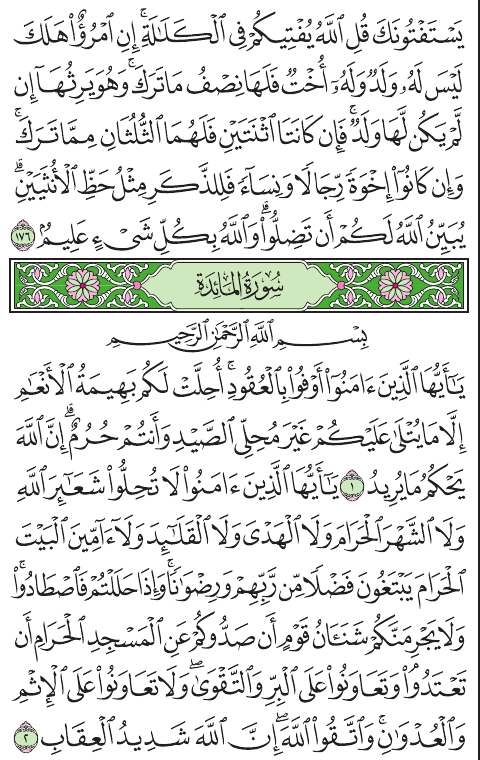 يَسْتَفْتُونَكَ قُلِ ٱللَّهُ يُفْتِيكُمْ فِى ٱلْكَلَٰلَةِ ۚ إِنِ ٱمْرُؤٌا۟ هَلَكَ
لَيْسَ لَهُۥ وَلَدٌ وَلَهُۥٓ أُخْتٌ فَلَهَا نِصْفُ مَا تَرَكَ ۚ وَهُوَ يَرِثُهَآ إِن
لَّمْ يَكُن لَّهَا وَلَدٌ ۚ فَإِن كَانَتَا ٱثْنَتَيْنِ فَلَهُمَا ٱلثُّلُثَانِ مِمَّا تَرَكَ ۚ
وَإِن كَانُوٓا۟ إِخْوَةً رِّجَالًا وَنِسَآءً فَلِلذَّكَرِ مِثْلُ حَظِّ ٱلْأُنثَيَيْنِ ۗ
يُبَيِّنُ ٱللَّهُ لَكُمْ أَن تَضِلُّوا۟ ۗ وَٱللَّهُ بِكُلِّ شَىْءٍ عَلِيمٌۢ ١٧٦
سُورَةُ المَائِدَةِ
بِسْمِ ٱللَّهِ ٱلرَّحْمَٰنِ ٱلرَّحِيمِ
يَٰٓأَيُّهَا ٱلَّذِينَ ءَامَنُوٓا۟ أَوْفُوا۟ بِٱلْعُقُودِ ۚ أُحِلَّتْ لَكُم بَهِيمَةُ ٱلْأَنْعَٰمِ
إِلَّا مَا يُتْلَىٰ عَلَيْكُمْ غَيْرَ مُحِلِّى ٱلصَّيْدِ وَأَنتُمْ حُرُمٌ ۗ إِنَّ ٱللَّهَ
يَحْكُمُ مَا يُرِيدُ ١ يَٰٓأَيُّهَا ٱلَّذِينَ ءَامَنُوا۟ لَا تُحِلُّوا۟ شَعَٰٓئِرَ ٱللَّهِ
وَلَا ٱلشَّهْرَ ٱلْحَرَامَ وَلَا ٱلْهَدْىَ وَلَا ٱلْقَلَٰٓئِدَ وَلَآ ءَآمِّينَ ٱلْبَيْتَ
ٱلْحَرَامَ يَبْتَغُونَ فَضْلًا مِّن رَّبِّهِمْ وَرِضْوَٰنًا ۚ وَإِذَا حَلَلْتُمْ فَٱصْطَادُوا۟ ۚ
وَلَا يَجْرِمَنَّكُمْ شَنَـَٔانُ قَوْمٍ أَن صَدُّوكُمْ عَنِ ٱلْمَسْجِدِ ٱلْحَرَامِ أَن
تَعْتَدُوا۟ ۘ وَتَعَاوَنُوا۟ عَلَى ٱلْبِرِّ وَٱلتَّقْوَىٰ ۖ وَلَا تَعَاوَنُوا۟ عَلَى ٱلْإِثْمِ
وَٱلْعُدْوَٰنِ ۚ وَٱتَّقُوا۟ ٱللَّهَ ۖ إِنَّ ٱللَّهَ شَدِيدُ ٱلْعِقَابِ ٢